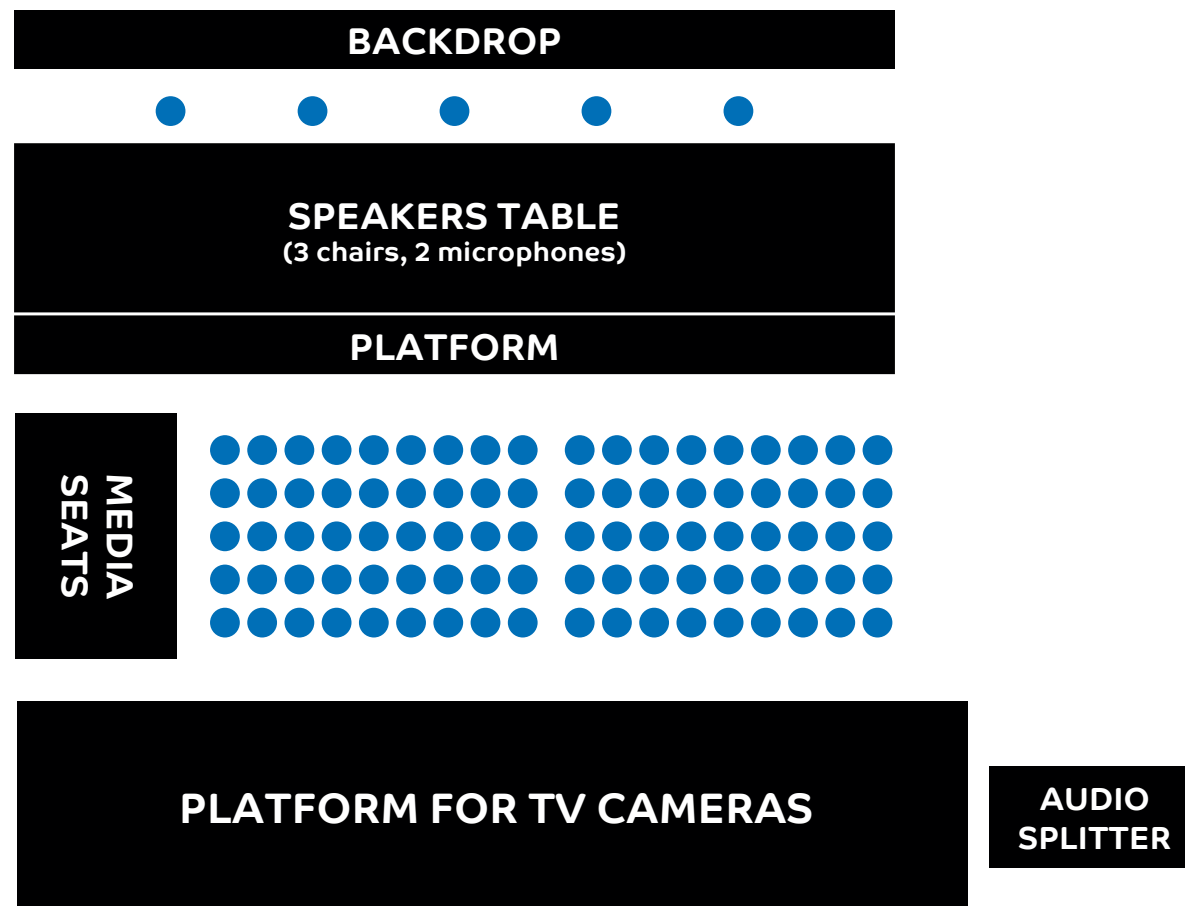 BACKDROP
SPEAKERS TABLE
(3 chairs, 2 microphones)
PLATFORM
MEDIA
SEATS
PLATFORM FOR TV CAMERAS
AUDIO
SPLITTER